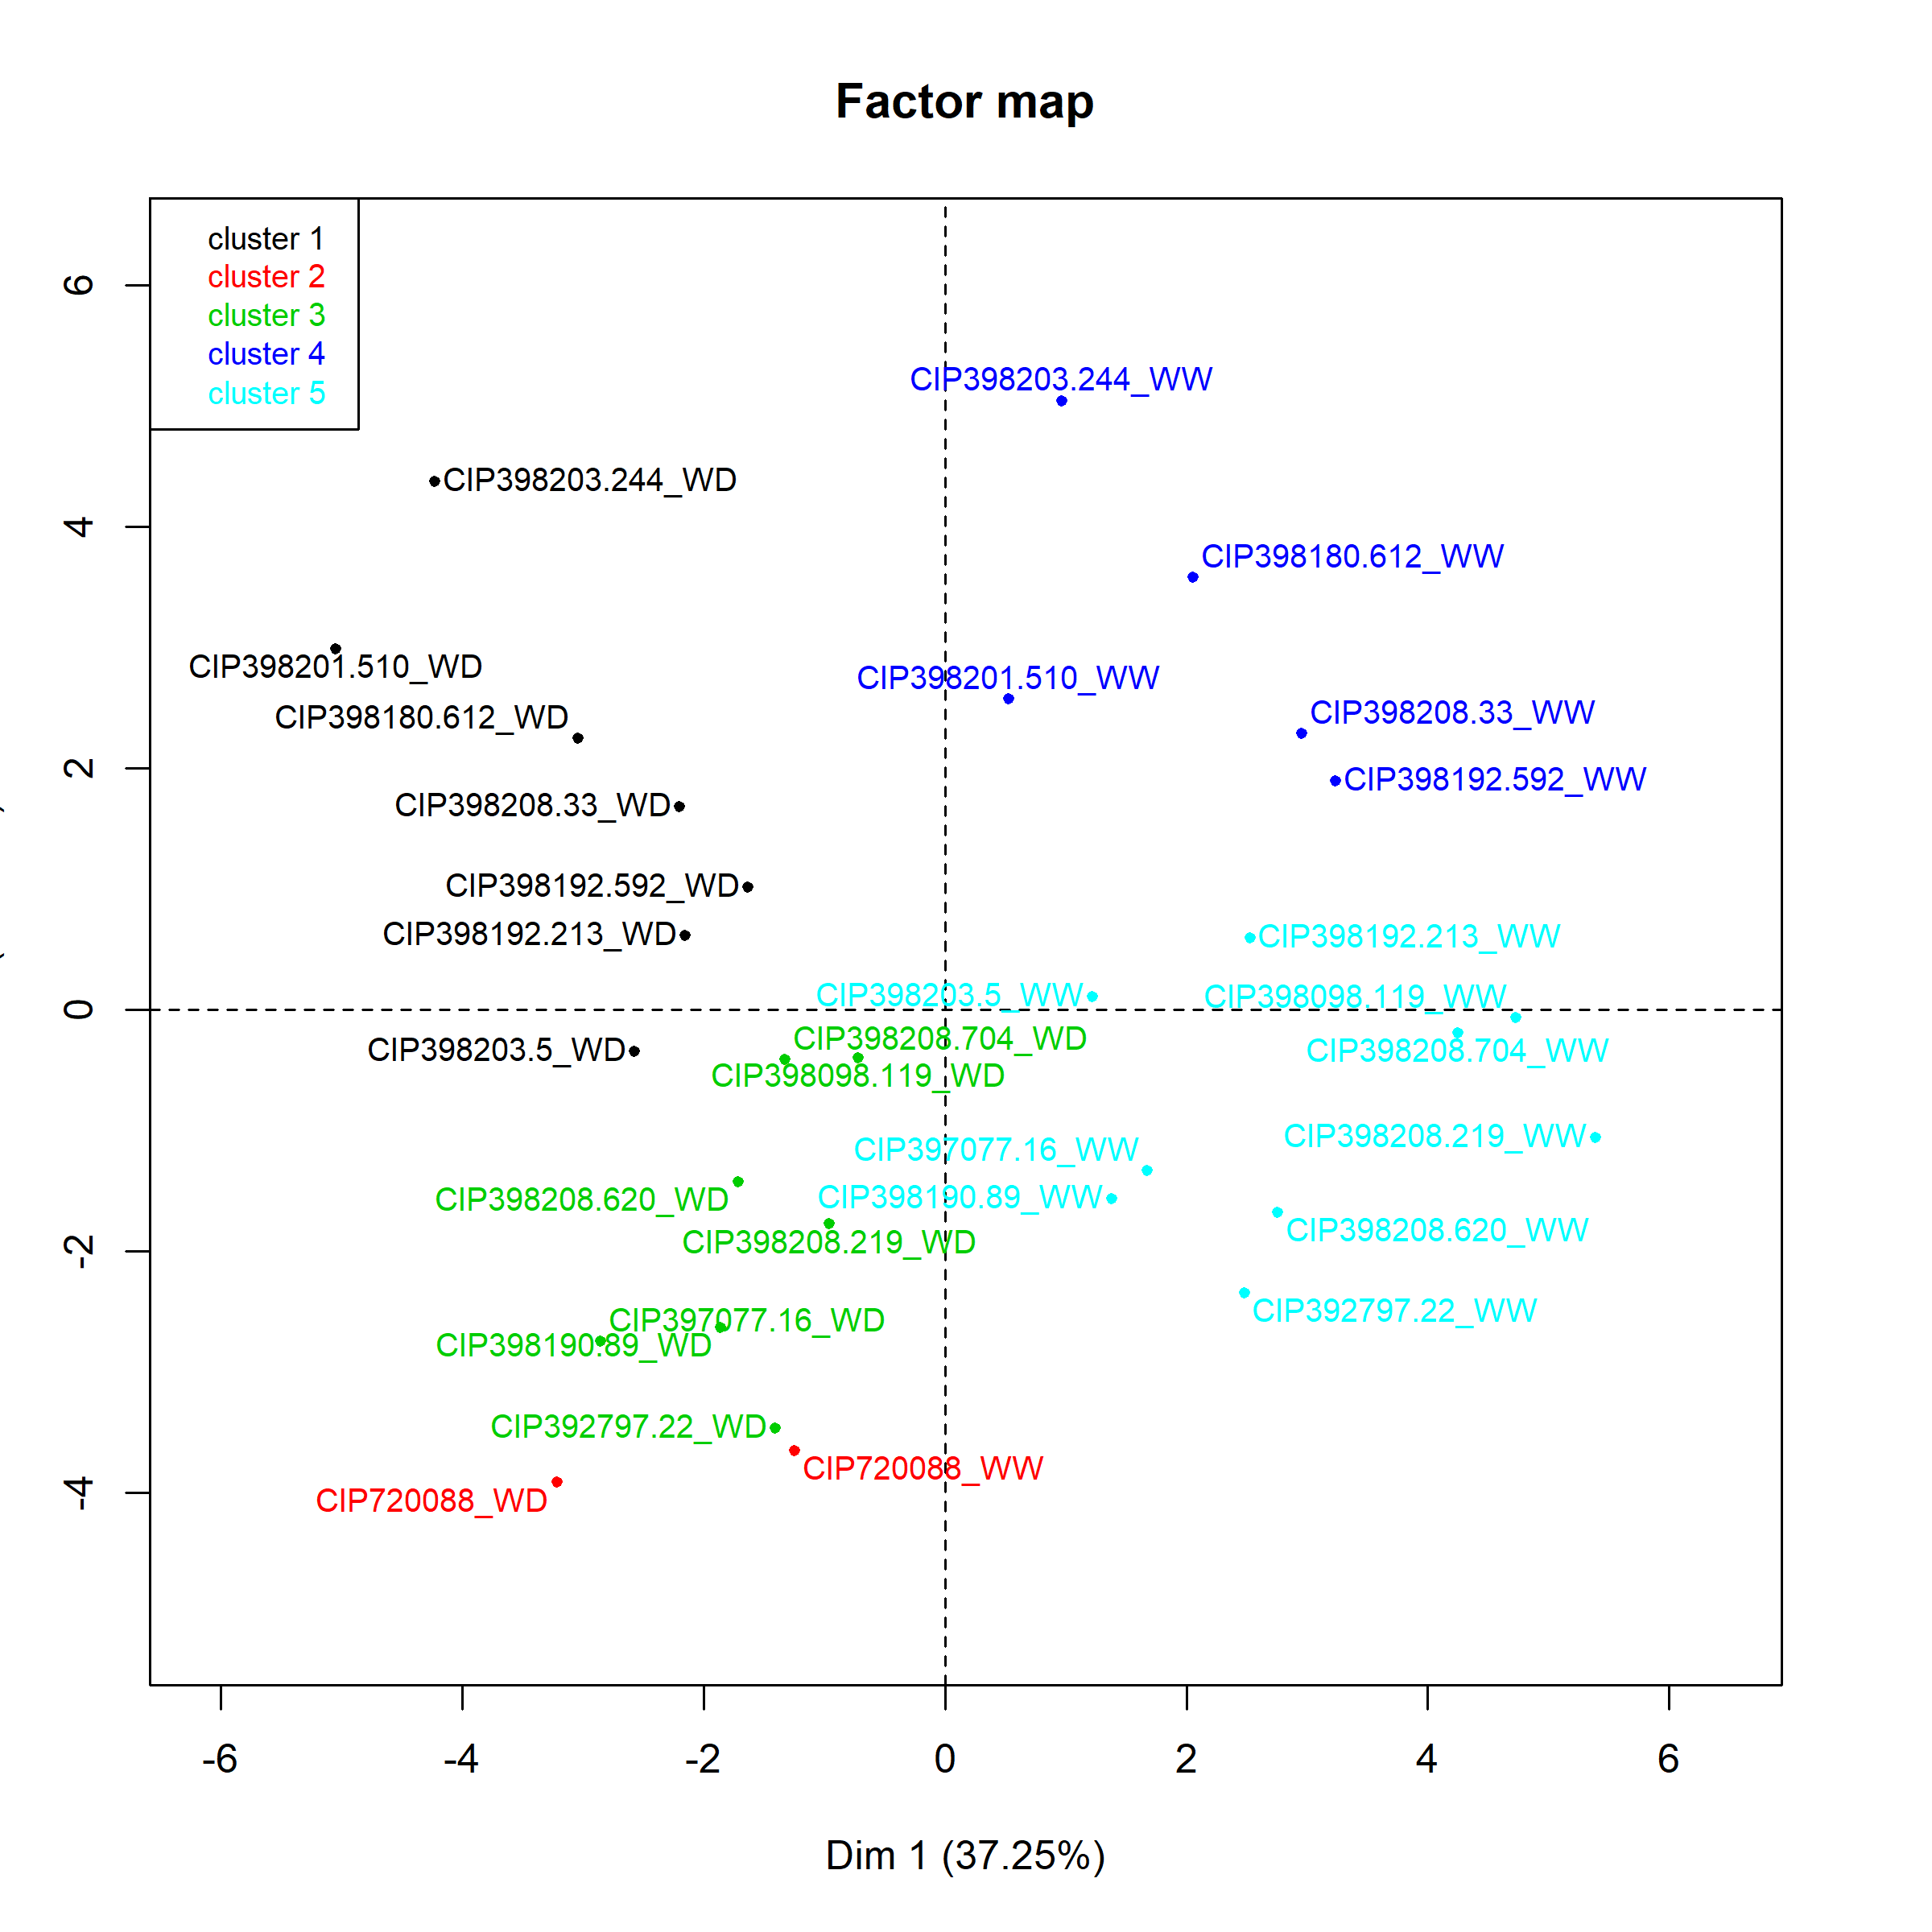 Factor map
cluster 1
cluster 2
cluster 3
cluster 4
cluster 5
6
4
2
0
-2
-4
CIP398203.244_WW
CIP398203.244_WD
CIP398180.612_WW
CIP398201.510_WD
CIP398201.510_WW
CIP398180.612_WD
CIP398208.33_WW
CIP398192.592_WW
CIP398208.33_WD
CIP398192.592_WD
CIP398192.213_WD
CIP398192.213_WW
CIP398203.5_WW
CIP398098.119_WW
CIP398208.704_WD
CIP398203.5_WD
CIP398208.704_WW
CIP398098.119_WD
CIP398208.219_WW
CIP397077.16_WW
CIP398208.620_WD
CIP398190.89_WW
CIP398208.620_WW
CIP398208.219_WD
CIP392797.22_WW
CIP397077.16_WD
CIP398190.89_WD
CIP392797.22_WD
CIP720088_WW
CIP720088_WD
-6 -4 -2 0 2 4 6
Dim 1 (37.25%)